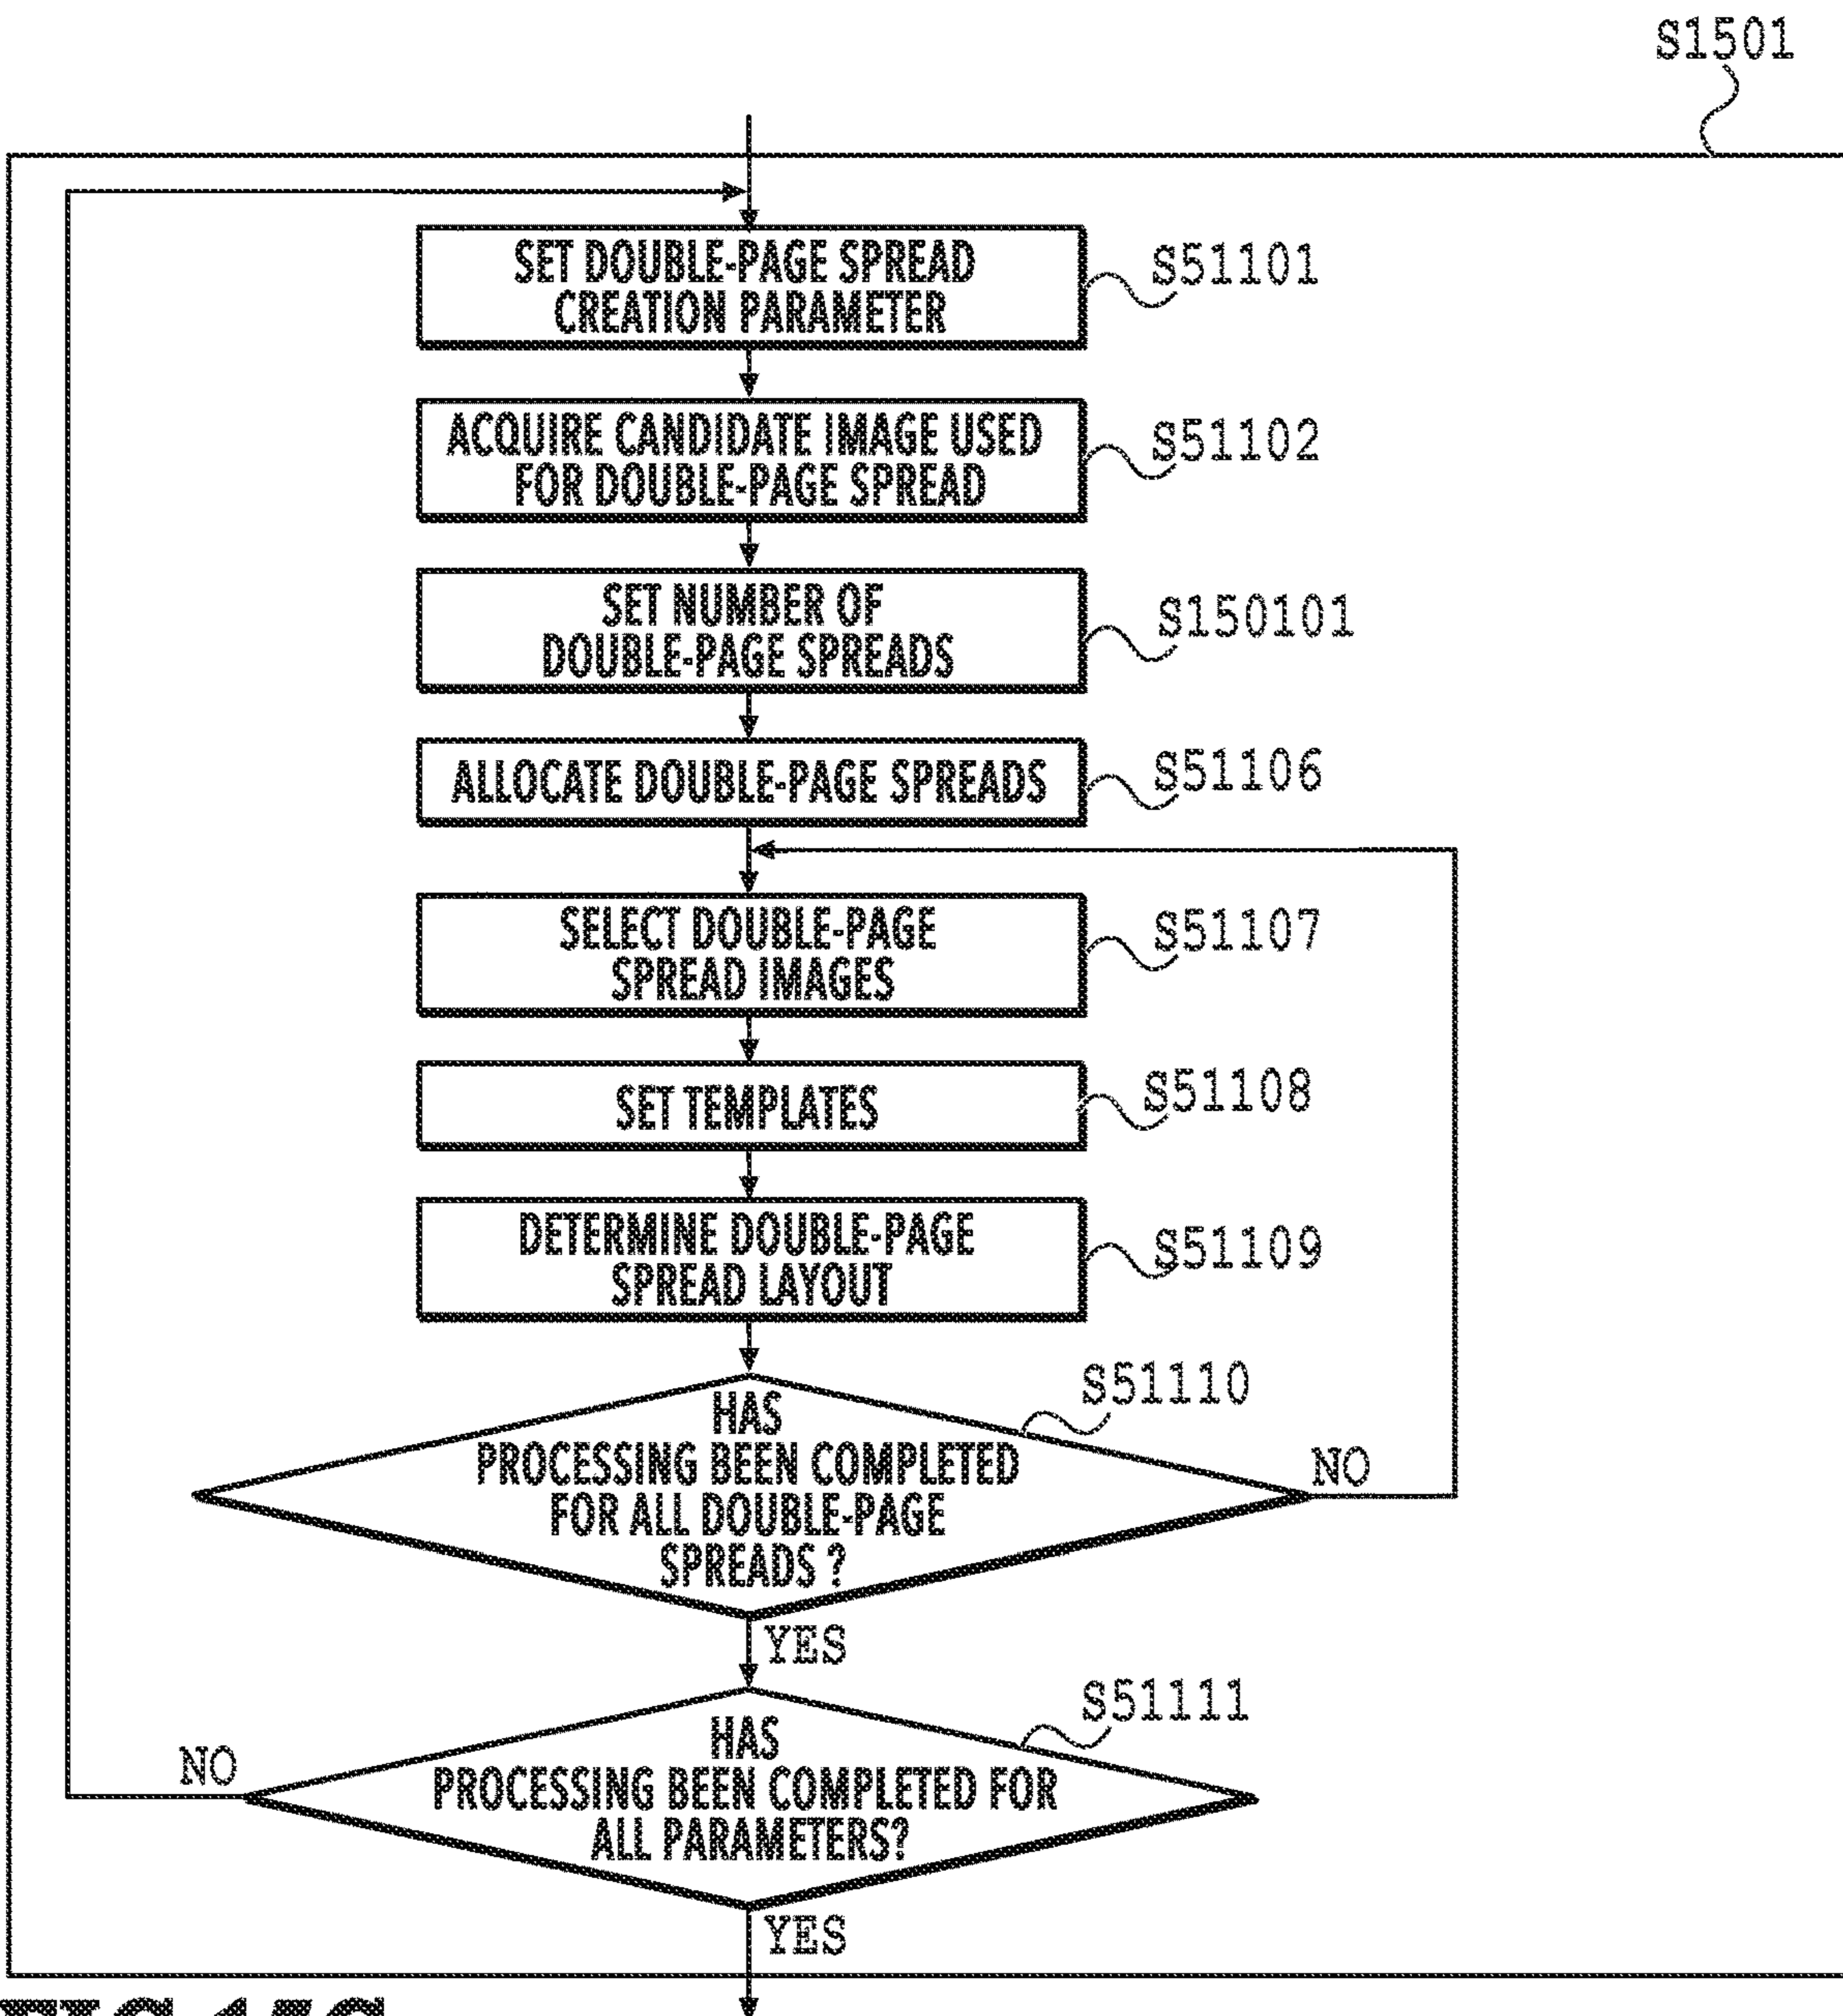 S1501
SET DOUBLE-PAGE SPREAD
CREATION PARAMETER
S51101
ACQUIRE CANDIDATE IMAGE USED
FOR DOUBLE-PAGE SPREAD
S51102
SET NUMBER OF
DOUBLE-PAGE SPREADS
S150101
ALLOCATE DOUBLE-PAGE SPREADS
S51106
SELECT DOUBLE-PAGE
SPREAD IMAGES
S51107
SET TEMPLATES
S51108
DETERMINE DOUBLE-PAGE
SPREAD LAYOUT
S51109
S51110
HAS
PROCESSING BEEN COMPLETED
FOR ALL DOUBLE-PAGE
SPREADS ?
NO
YES
S51111
HAS
PROCESSING BEEN COMPLETED FOR
ALL PARAMETERS?
NO
YES